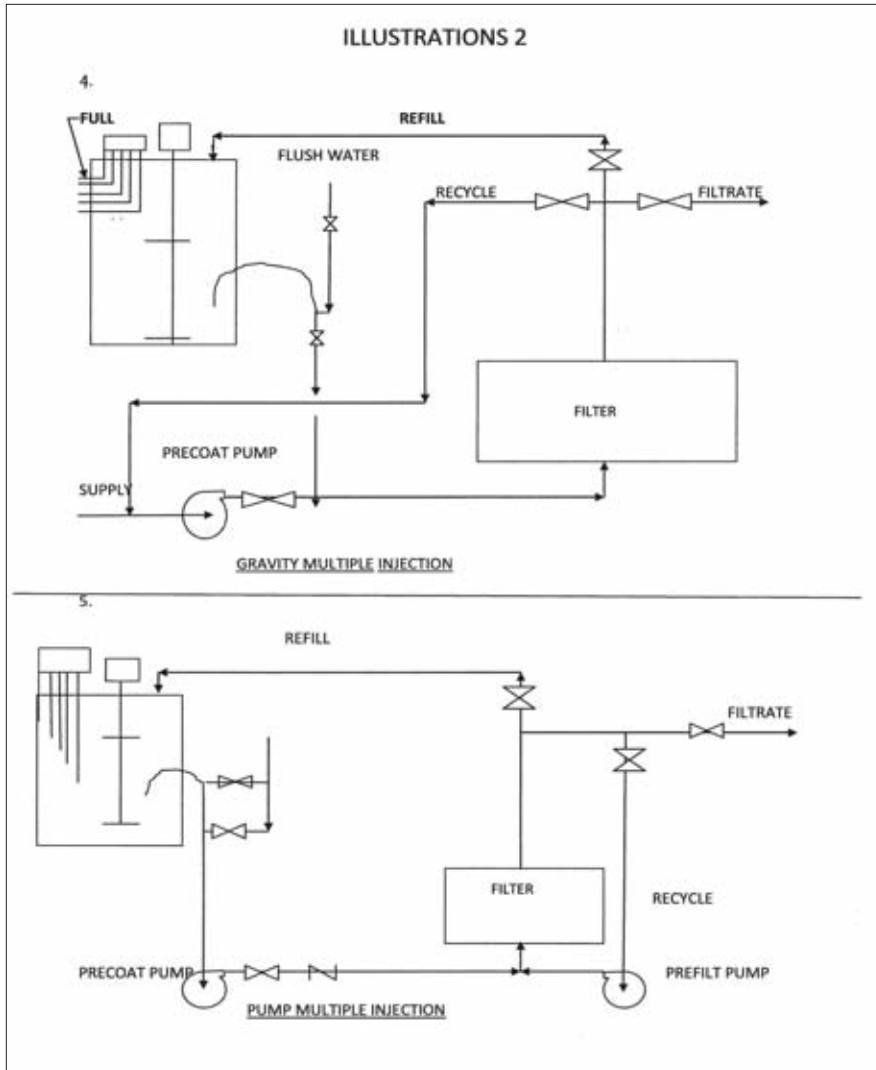 ILLUSTRATIONS 2
4.
FULL
REFILL
FLUSH WATER
RECYCLE
FILTRATE
FILTER
PRECOAT PUMP
SUPPLY
GRAVITY MULTIPLE INJECTION
5.
REFILL
FILTRATE
FILTER
RECYCLE
PRECOAT PUMP
PREFILT PUMP
PUMP MULTIPLE INJECTION